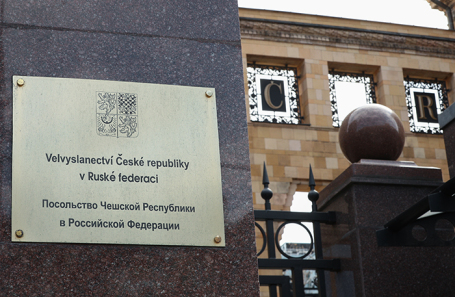 Velvyslanectví České republiky
v Ruské federaci
Посольство Чешской Республики
в Российской Федерации
Č R